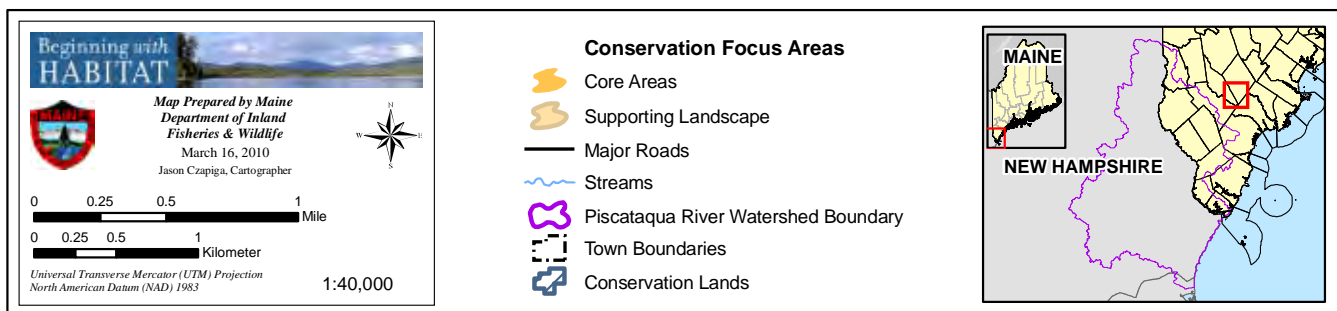 Beginning with
HABITAT
MAINE
Map Prepared by Maine
Department of Inland
Fisheries & Wildlife
March 16, 2010
Jason Czapiga, Cartographer
N
W E
S
0 0.25 0.5 1
Mile
0 0.25 0.5 1
Kilometer
Universal Transverse Mercator (UTM) Projection
North American Datum (NAD) 1983
1:40,000
Conservation Focus Areas
Core Areas
Supporting Landscape
Major Roads
Streams
Piscataqua River Watershed Boundary
Town Boundaries
Conservation Lands
MAINE
NEW HAMPSHIRE